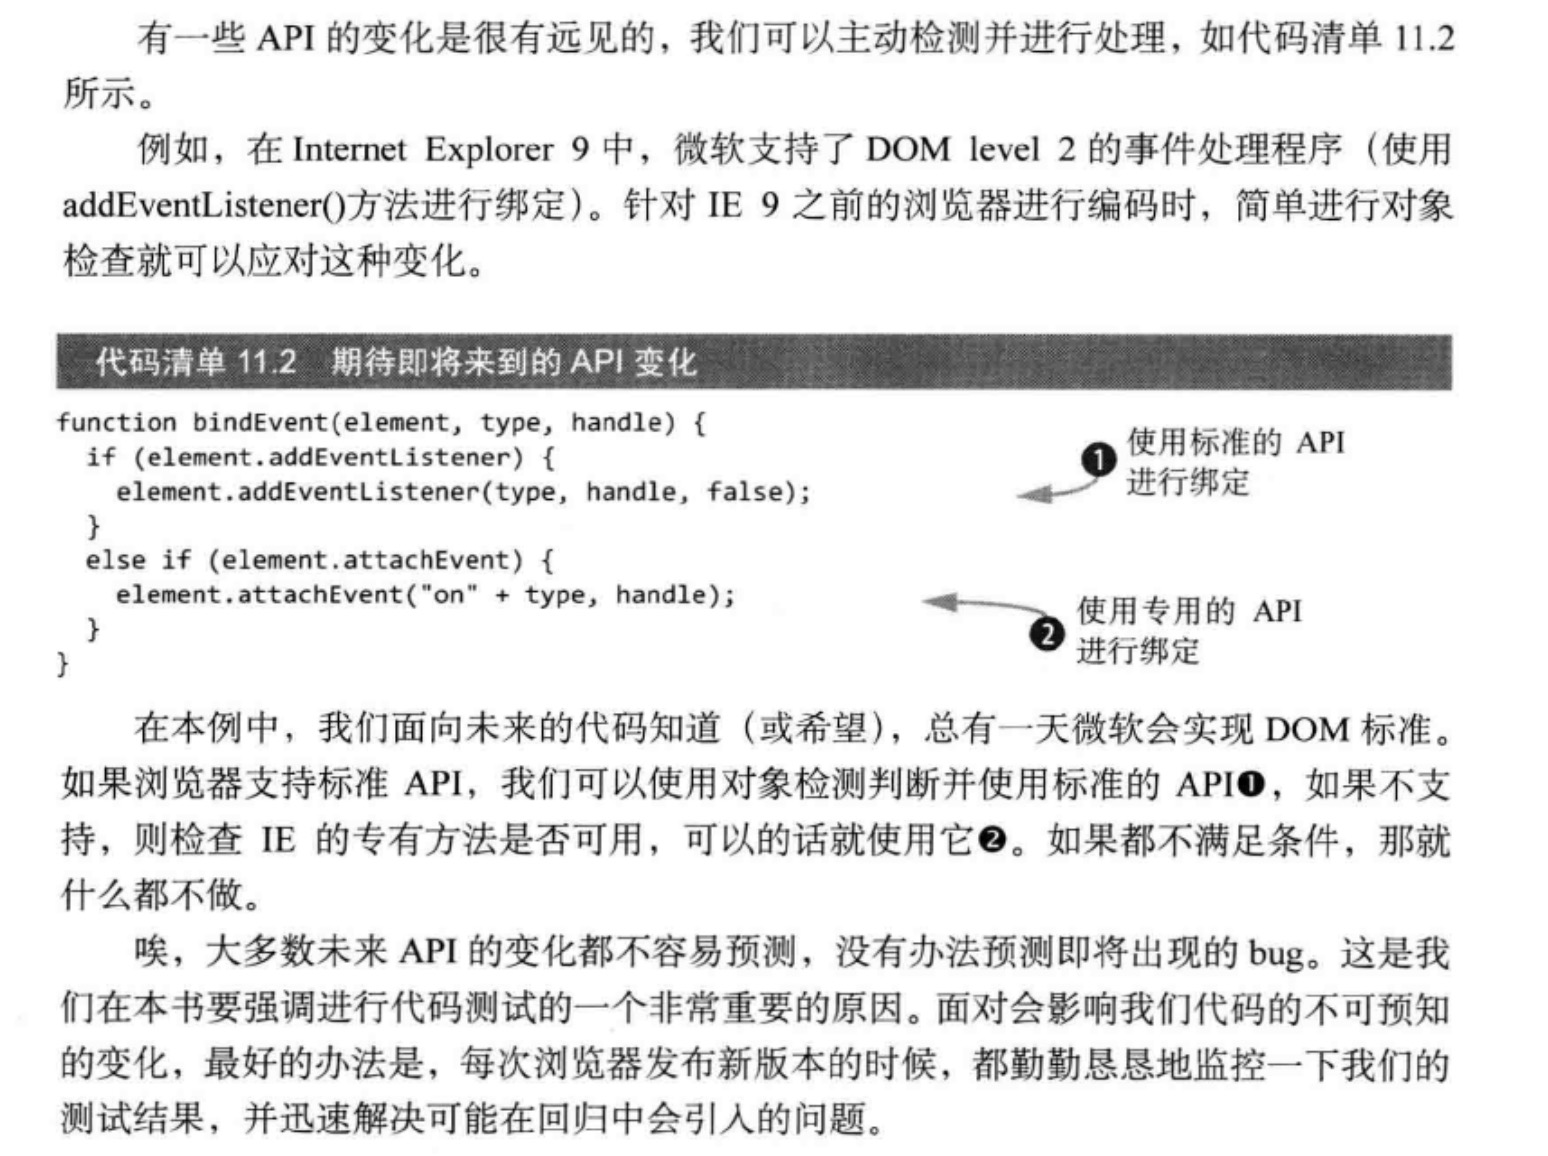 有一些 API 的变化是很有远见的，我们可以主动检测并进行处理，如代码清单 11.2
所示。
例如，在 Internet Explorer 9 中，微软支持了 DOM level 2 的事件处理程序（使用
addEventListener()方法进行绑定）。针对 IE 9 之前的浏览器进行编码时，简单进行对象
检查就可以应对这种变化。
代码清单 11.2 期待即将来到的 API 变化
function bindEvent(element, type, handle) {
if (element.addEventListener) {
element.addEventListener(type, handle, false);
}
else if (element.attachEvent) {
element.attachEvent("on" + type, handle);
}
}
❶ 使用标准的 API
进行绑定
❷ 使用专用的 API
进行绑定
在本例中，我们面向未来的代码知道（或希望），总有一天微软会实现 DOM 标准。
如果浏览器支持标准 API，我们可以使用对象检测判断并使用标准的 API❶，如果不支
持，则检查 IE 的专有方法是否可用，可以的话就使用它❷。如果都不满足条件，那就
什么都不做。
唉，大多数未来 API 的变化都不容易预测，没有办法预测即将出现的 bug。这是我
们在本书要强调进行代码测试的一个非常重要的原因。面对会影响我们代码的不可预知
的变化，最好的办法是，每次浏览器发布新版本的时候，都勤勤恳恳地监控一下我们的
测试结果，并迅速解决可能在回归中会引入的问题。